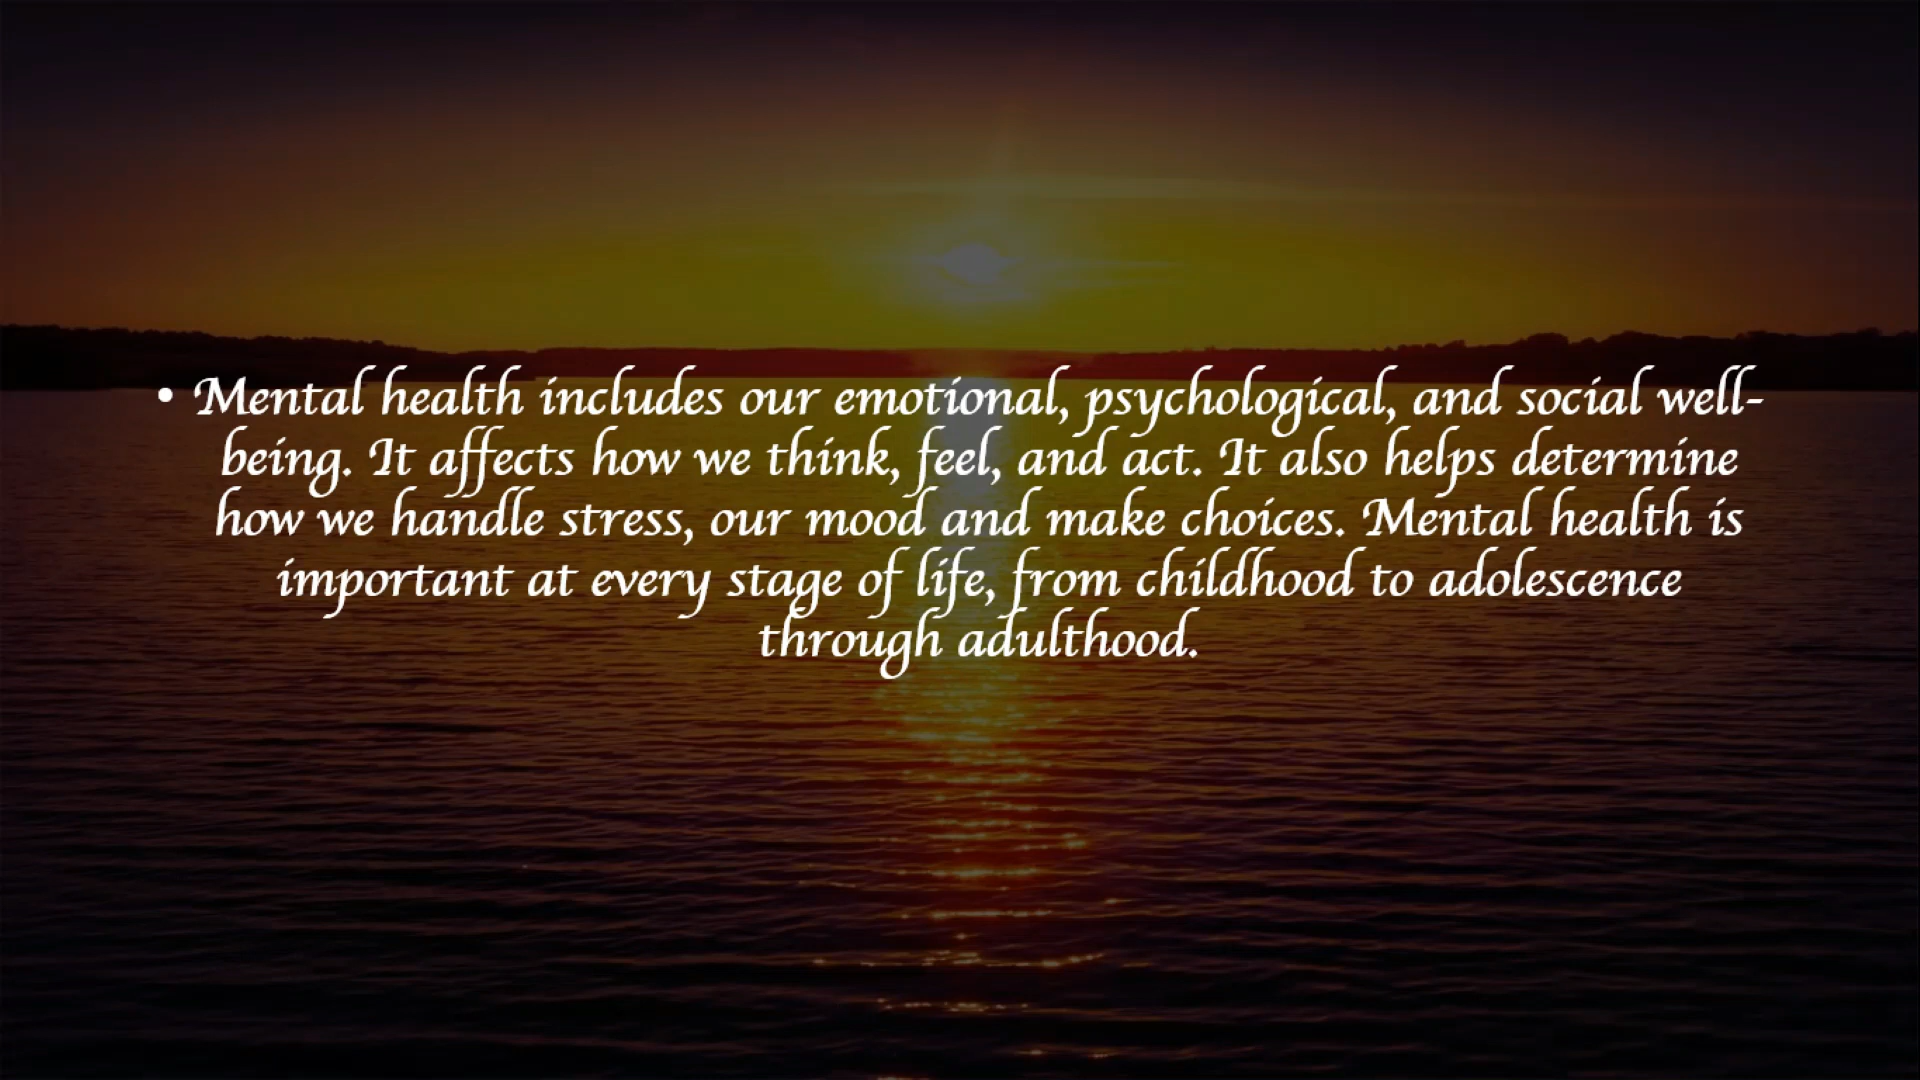 • Mental health includes our emotional, psychological, and social well-
being. It affects how we think, feel, and act. It also helps determine
how we handle stress, our mood and make choices. Mental health is
important at every stage of life, from childhood to adolescence
through adulthood.